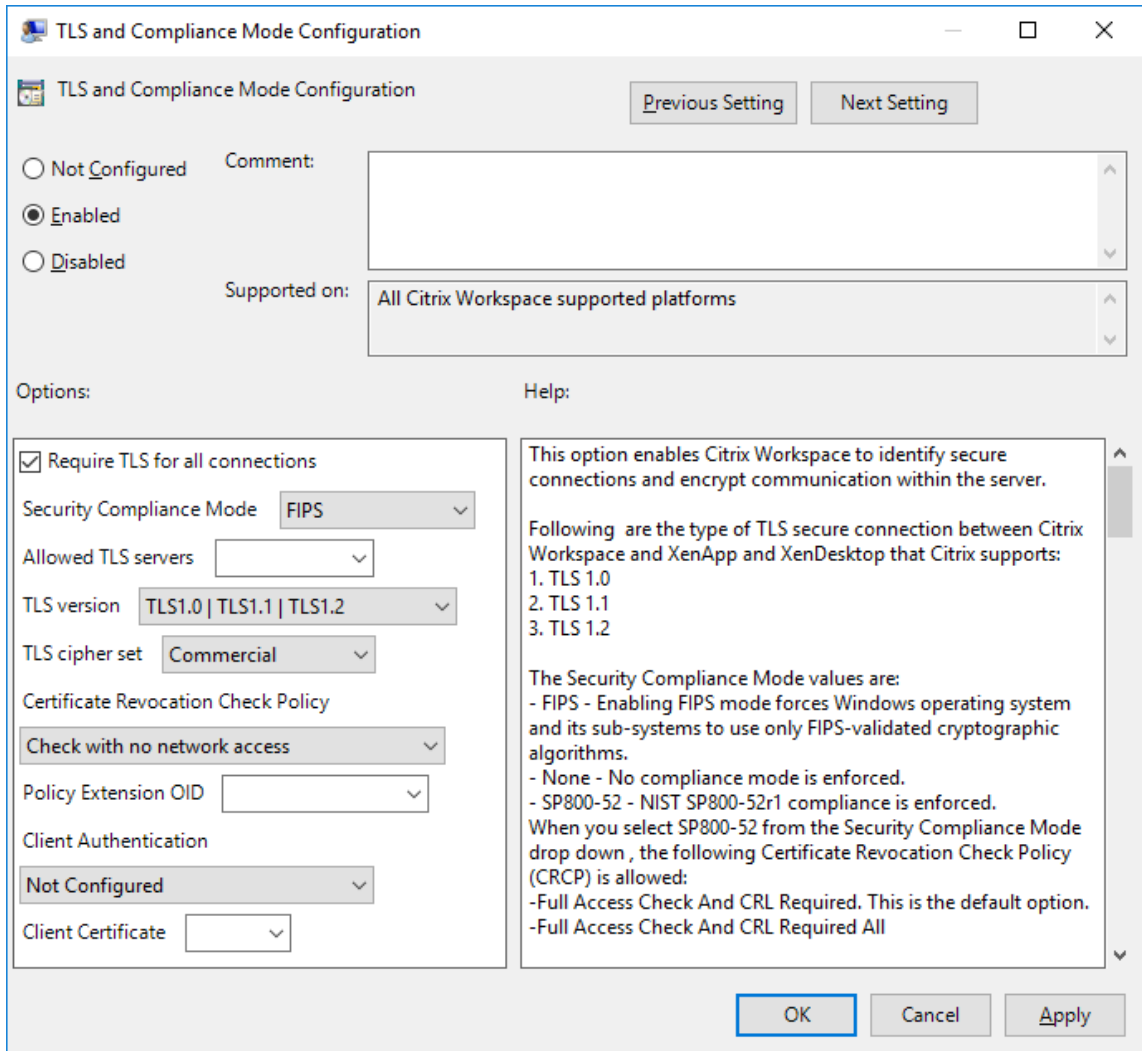 TLS and Compliance Mode Configuration
TLS and Compliance Mode Configuration
Previous Setting
Next Setting
Not Configured
Comment:
Enabled
Disabled
Supported on:
All Citrix Workspace supported platforms
Options:
Help:
Require TLS for all connections
Security Compliance Mode FIPS
Allowed TLS servers
TLS version TLS1.0 | TLS1.1 | TLS1.2
TLS cipher set Commercial
Certificate Revocation Check Policy
Check with no network access
Policy Extension OID
Client Authentication
Not Configured
Client Certificate
This option enables Citrix Workspace to identify secure
connections and encrypt communication within the server.
Following are the type of TLS secure connection between Citrix
Workspace and XenApp and XenDesktop that Citrix supports:
1. TLS 1.0
2. TLS 1.1
3. TLS 1.2
The Security Compliance Mode values are:
- FIPS - Enabling FIPS mode forces Windows operating system
and its sub-systems to use only FIPS-validated cryptographic
algorithms.
- None - No compliance mode is enforced.
- SP800-52 - NIST SP800-52r1 compliance is enforced.
When you select SP800-52 from the Security Compliance Mode
drop down , the following Certificate Revocation Check Policy
(CRCP) is allowed:
-Full Access Check And CRL Required. This is the default option.
-Full Access Check And CRL Required All
OK
Cancel
Apply